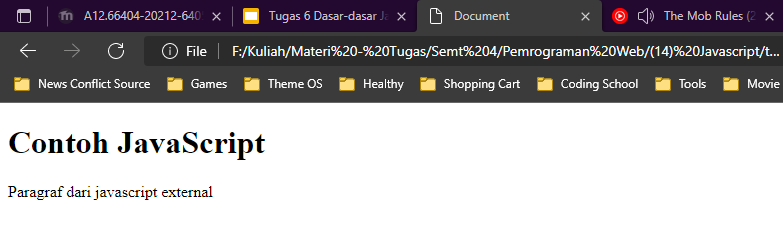 A12.66404-20212-640
Tugas 6 Dasar-dasar Ja
Document
The Mob Rules (2
File
F:/Kuliah/Materi%20-%20Tugas/Semt%204/Pemrograman%20Web/(14)%20Javascript/t...
News Conflict Source
Games
Theme OS
Healthy
Shopping Cart
Coding School
Tools
Movie
Contoh JavaScript
Paragraf dari javascript external